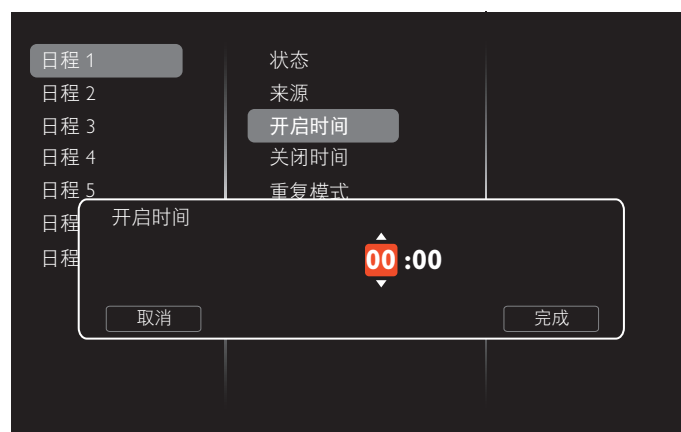 日程 1
日程 2
日程 3
日程 4
日程 5
日程
日程
状态
来源
开启时间
关闭时间
重复模式
开启时间
00 :00
取消
完成